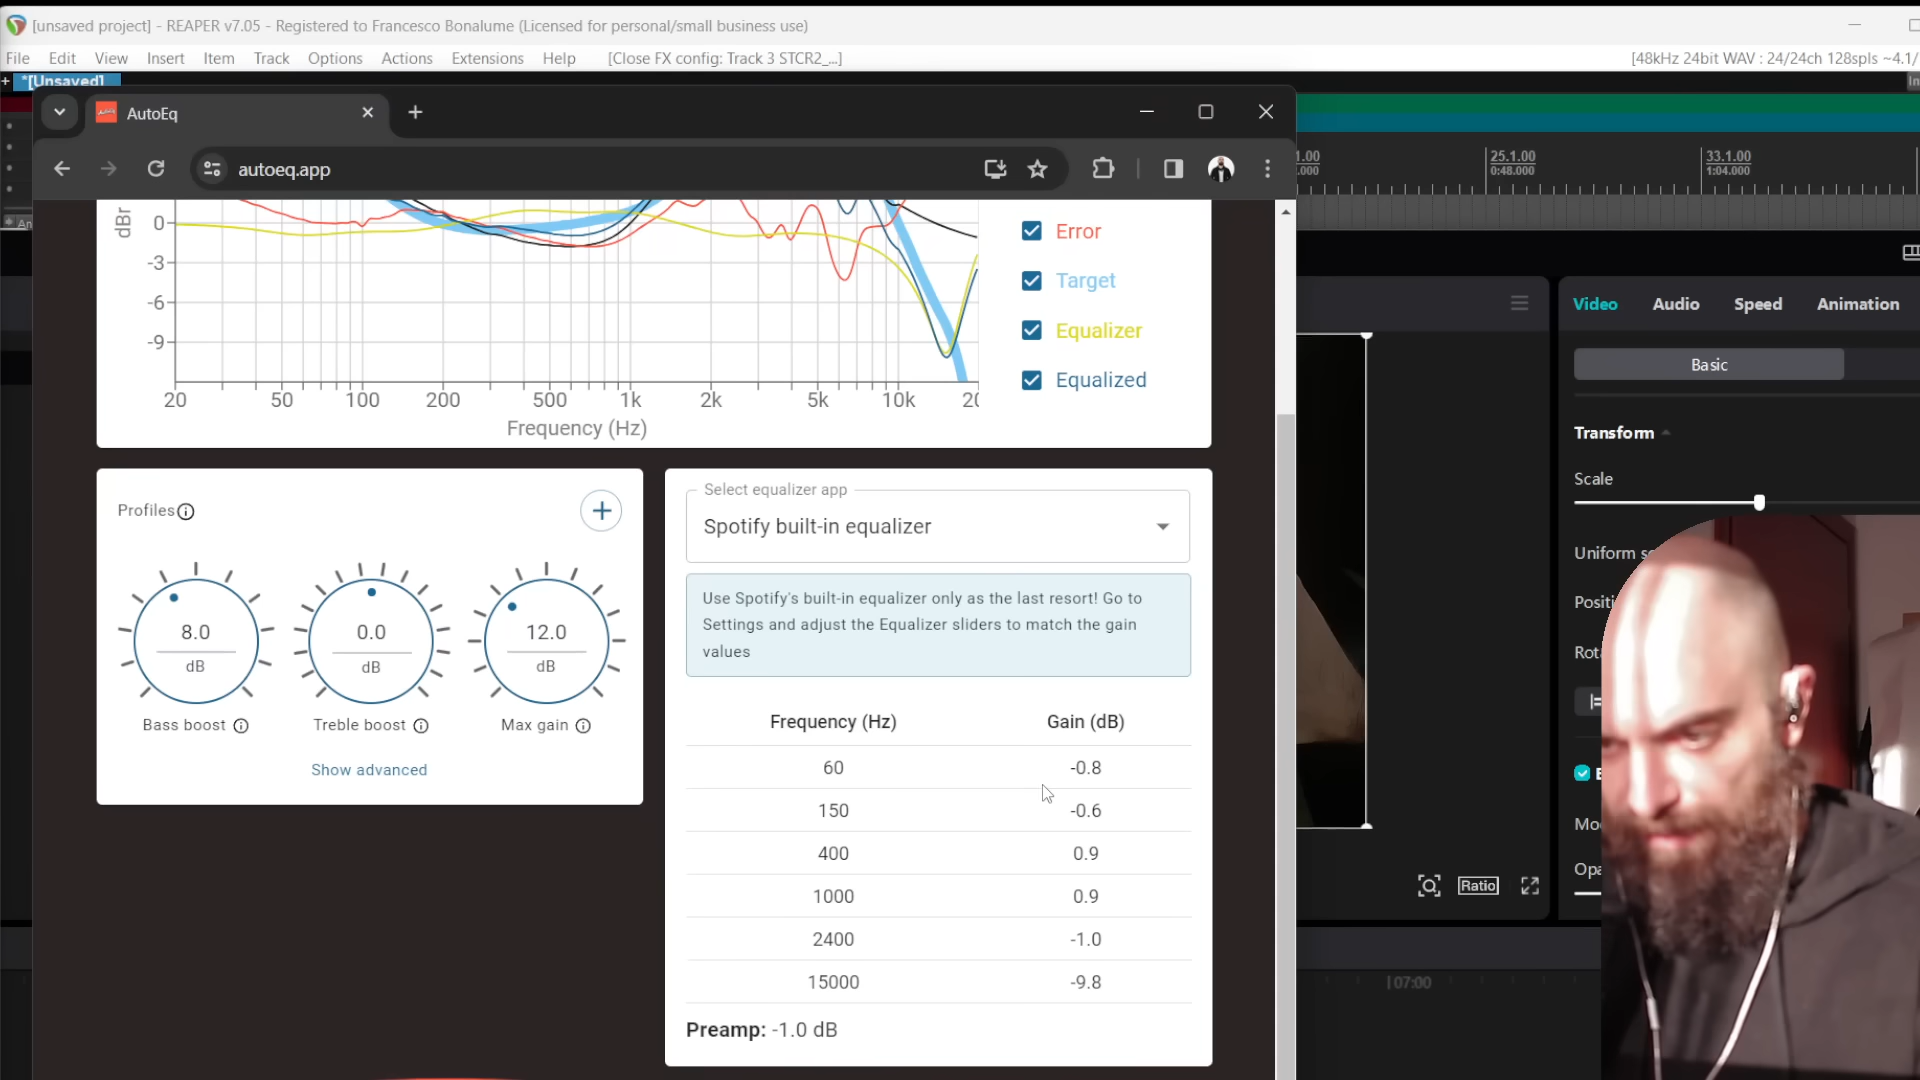 [unsaved project] - REAPER v7.05 - Registered to Francesco Bonalume (Licensed for personal/small business use)
File Edit View Insert Item Track Options Actions Extensions Help [Close FX config: Track 3 STCR2_...] [48kHz 24bit WAV : 24/24ch 128spls ~4.1/
+ *[Unsaved]
AutoEq
autoeq.app
1.00 25.1.00 33.1.00
.000 0:48.000 1:04.000
dBr
0
-3
-6
-9
20 50 100 200 500 1k 2k 5k 10k
Frequency (Hz)
Error
Target
Equalizer
Equalized
Profiles
8.0
dB
Bass boost
0.0
dB
Treble boost
12.0
dB
Max gain
Show advanced
Select equalizer app
Spotify built-in equalizer
Use Spotify's built-in equalizer only as the last resort! Go to
Settings and adjust the Equalizer sliders to match the gain
values
Frequency (Hz) Gain (dB)
60 -0.8
150 -0.6
400 0.9
1000 0.9
2400 -1.0
15000 -9.8
Preamp: -1.0 dB
Video Audio Speed Animation
Basic
Transform
Scale
Uniform
Ratio
07:00